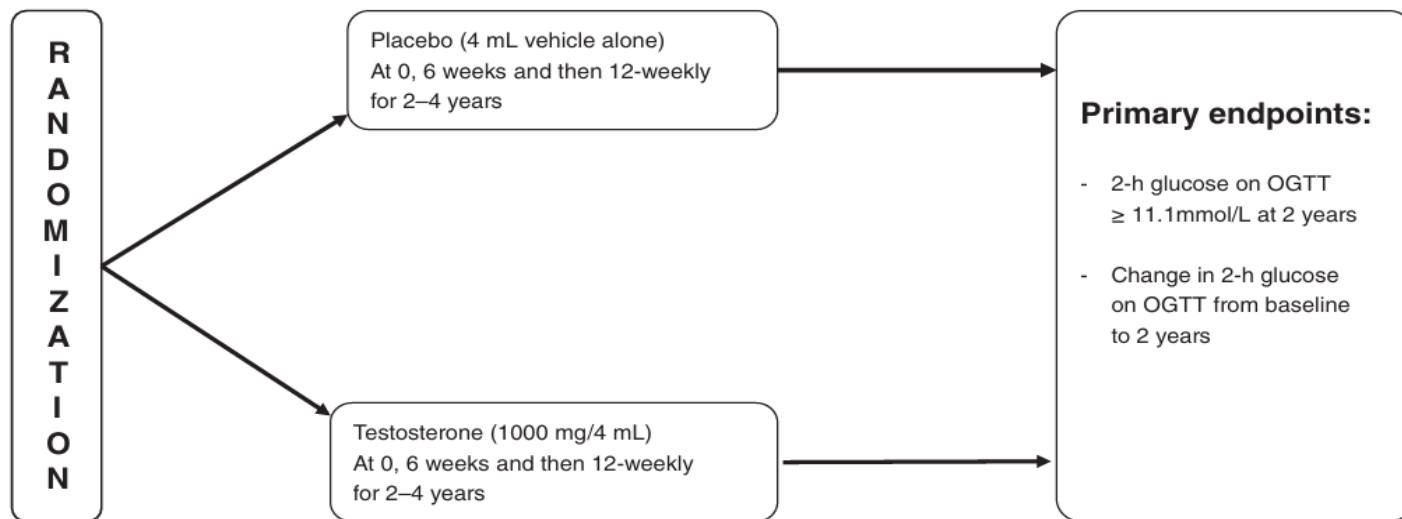 RANDOMIZATION
Placebo (4 mL vehicle alone)
At 0, 6 weeks and then 12-weekly
for 2–4 years
Testosterone (1000 mg/4 mL)
At 0, 6 weeks and then 12-weekly
for 2–4 years
Primary endpoints:
- 2-h glucose on OGTT
≥ 11.1mmol/L at 2 years
- Change in 2-h glucose
on OGTT from baseline
to 2 years